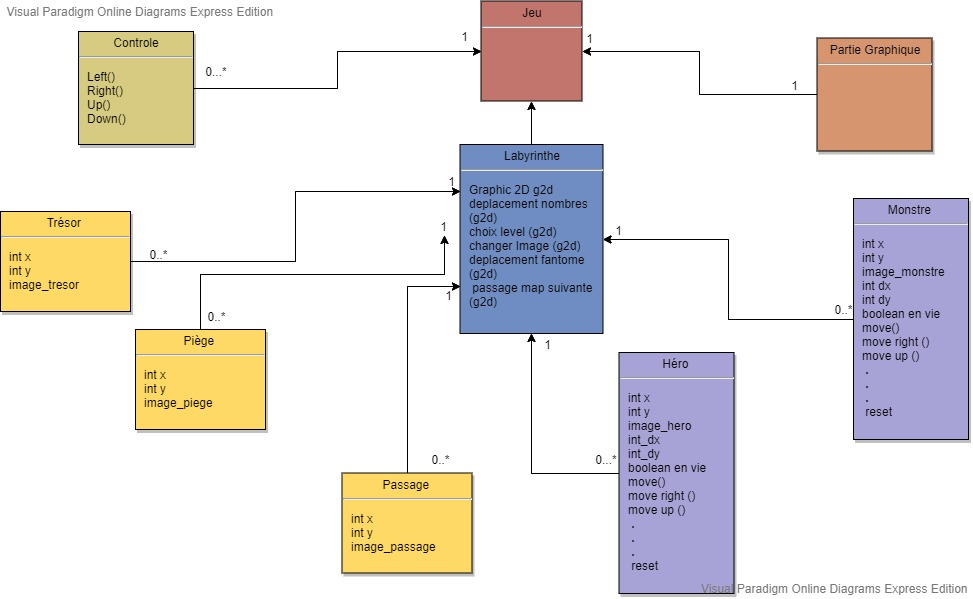 Visual Paradigm Online Diagrams Express Edition
Jeu
1
1
Controle
Left()
Right()
Up()
Down()
0...*
Partie Graphique
1
Labyrinthe
Graphic 2D g2d
deplacement nombres
(g2d)
choix level (g2d)
changer Image (g2d)
deplacement fantome
(g2d)
passage map suivante
(g2d)
1
1
1
1
1
Trésor
int x
int y
image_tresor
0..*
Piège
int x
int y
image_piege
0..*
Passage
int x
int y
image_passage
0..*
Héro
int x
int y
image_hero
int_dx
int_dy
boolean en vie
move()
move right ()
move up ()
.
.
.
reset
0...*
Monstre
int x
int y
image_monstre
int dx
int dy
boolean en vie
move()
move right ()
move up ()
.
.
.
reset
0..*
Visual Paradigm Online Diagrams Express Edition